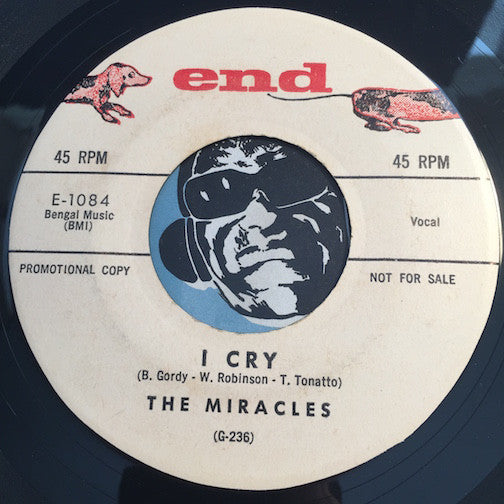 end
45 RPM
45 RPM
E-1084
Bengal Music
(BMI)
Vocal
PROMOTIONAL COPY
NOT FOR SALE
I CRY
(B. Gordy - W. Robinson - T. Tonatto)
THE MIRACLES
(G-236)